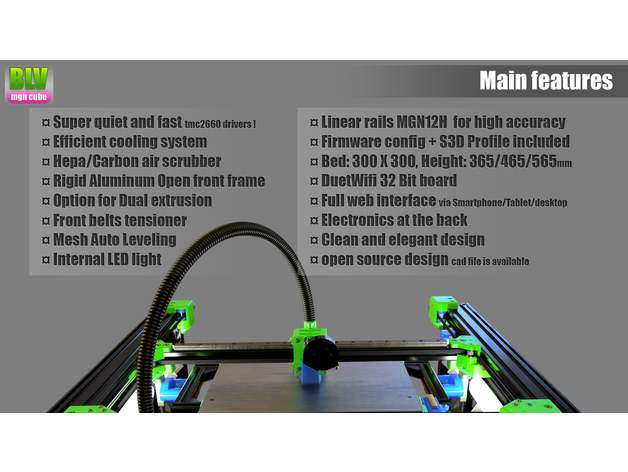 BLV
mgn cube
Main features
¤ Super quiet and fast tmc2660 drivers !
¤ Efficient cooling system
¤ Hepa/Carbon air scrubber
¤ Rigid Aluminum Open front frame
¤ Option for Dual extrusion
¤ Front belts tensioner
¤ Mesh Auto Leveling
¤ Internal LED light
¤ Linear rails MGN12H for high accuracy
¤ Firmware config + S3D Profile included
¤ Bed: 300 X 300, Height: 365/465/565mm
¤ DuetWifi 32 Bit board
¤ Full web interface via Smartphone/Tablet/desktop
¤ Electronics at the back
¤ Clean and elegant design
¤ open source design cad file is available